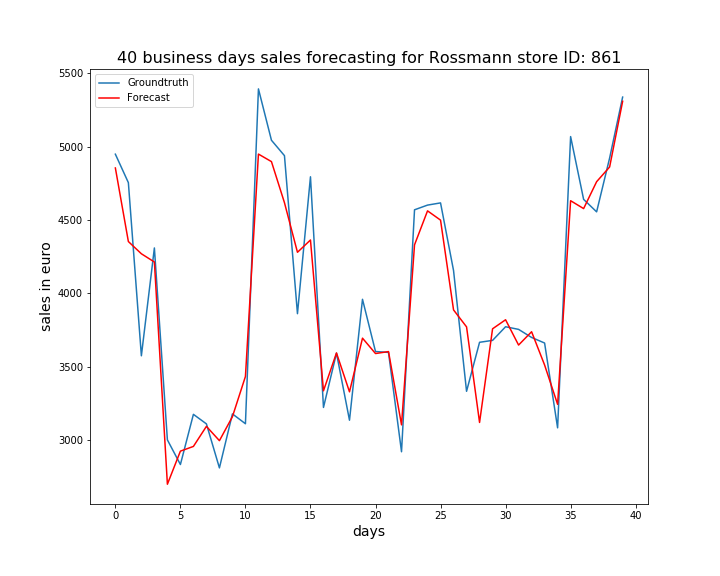 40 business days sales forecasting for Rossmann store ID: 861
Groundtruth
Forecast
5500
5000
4500
4000
3500
3000
sales in euro
0 5 10 15 20 25 30 35 40
days